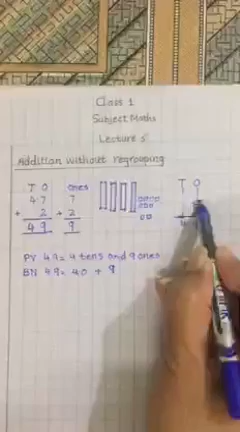 Class 1
Subject Maths
Lecture 5
Addition without regrouping
T O ones T O
4 7 7
+ 2 + 2
4 9 9
PV 49= 4 tens and 9 ones
BN 49= 40 + 9